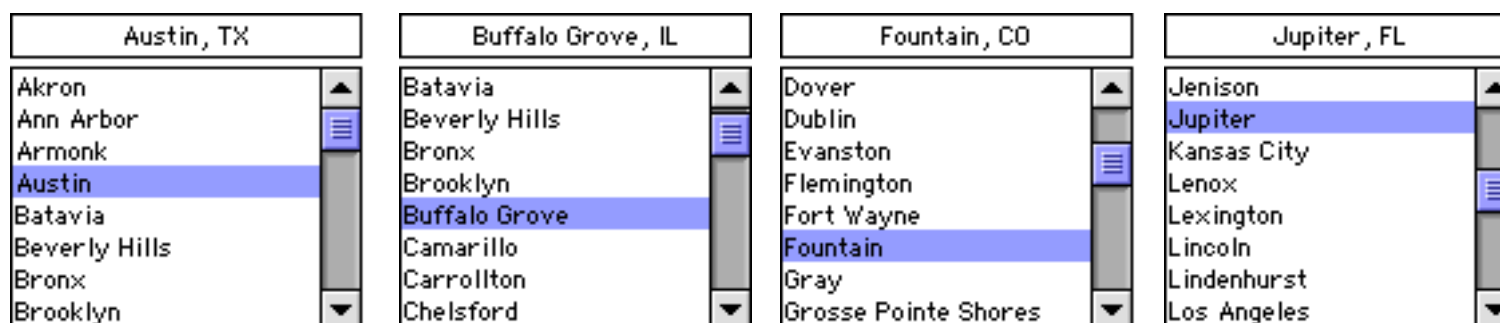 Austin, TX
Akron
Ann Arbor
Armonk
Austin
Batavia
Beverly Hills
Bronx
Brooklyn
Buffalo Grove, IL
Batavia
Beverly Hills
Bronx
Brooklyn
Buffalo Grove
Camarillo
Carrollton
Chelsford
Fountain, CO
Dover
Dublin
Evanston
Flemington
Fort Wayne
Fountain
Gray
Grosse Pointe Shores
Jupiter, FL
Jenison
Jupiter
Kansas City
Lenox
Lexington
Lincoln
Lindenhurst
Los Angeles